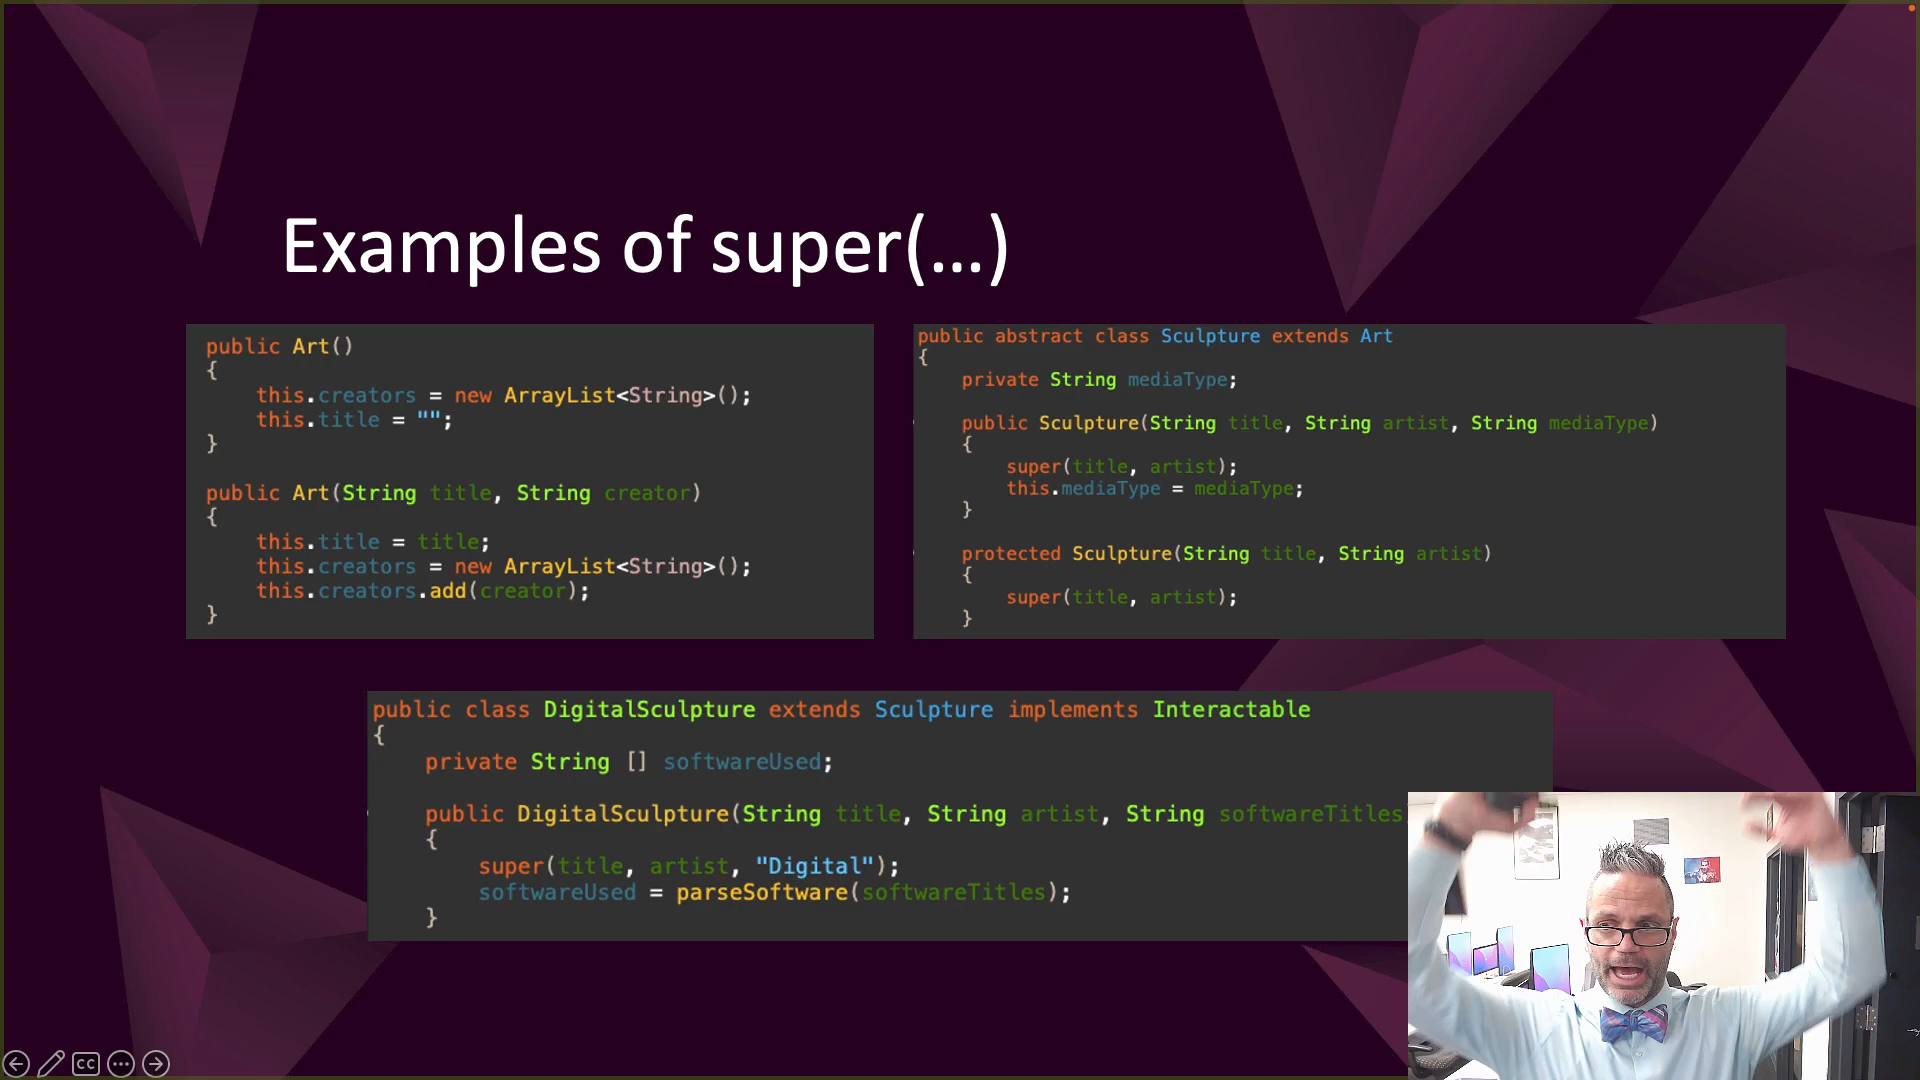 Examples of super(...)
public Art()
{
this.creators = new ArrayList<String>();
this.title = "";
}
public Art(String title, String creator)
{
this.title = title;
this.creators = new ArrayList<String>();
this.creators.add(creator);
}
public abstract class Sculpture extends Art
{
private String mediaType;
public Sculpture(String title, String artist, String mediaType)
{
super(title, artist);
this.mediaType = mediaType;
}
protected Sculpture(String title, String artist)
{
super(title, artist);
}
public class DigitalSculpture extends Sculpture implements Interactable
{
private String [] softwareUsed;
public DigitalSculpture(String title, String artist, String softwareTitles
{
super(title, artist, "Digital");
softwareUsed = parseSoftware(softwareTitles);
}
CC